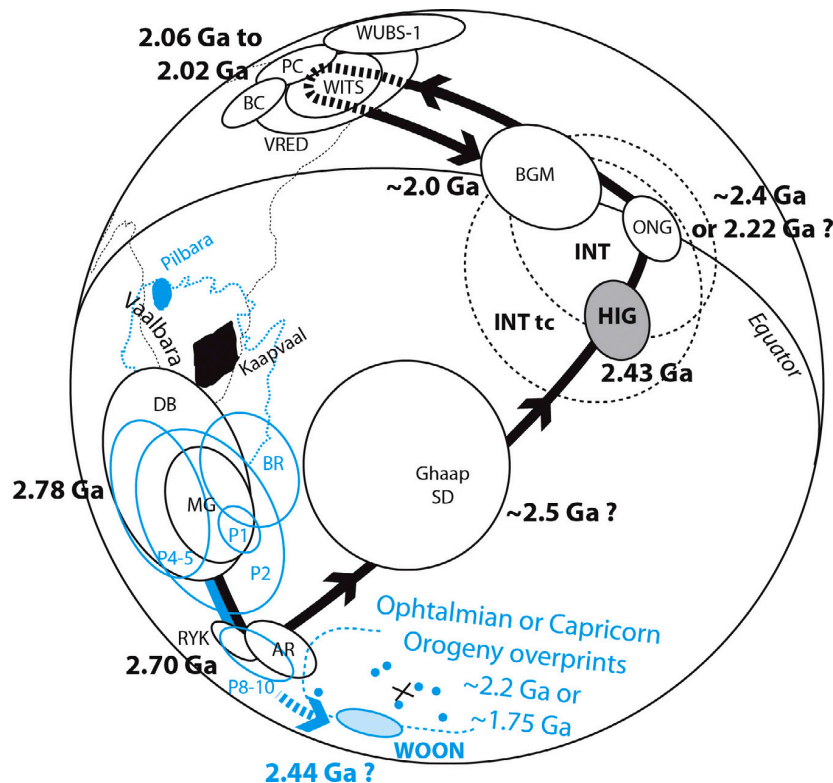 2.06 Ga to
2.02 Ga
WUBS-1
PC
WITS
BC
VRED
~2.0 Ga
BGM
~2.4 Ga
or 2.22 Ga ?
ONG
INT
INT tc
HIG
2.43 Ga
Equator
Pilbara
Vaalbara
Kaapvaal
DB
BR
2.78 Ga
MG
P1
P4-5
P2
Ghaap
SD
~2.5 Ga ?
RYK
AR
2.70 Ga
P8-10
Ophtalmian or Capricorn
Orogeny overprints
~2.2 Ga or
~1.75 Ga
WOON
2.44 Ga ?